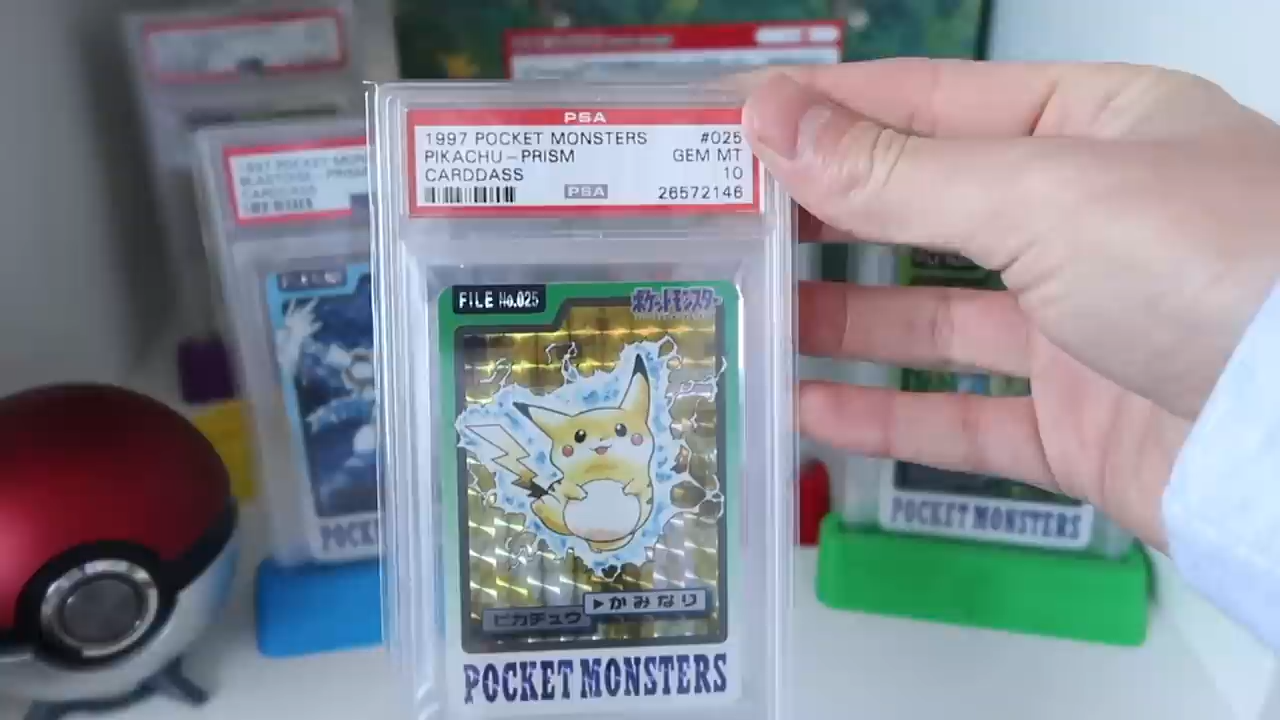 PSA
1997 POCKET MONSTERS #025
PIKACHU-PRISM GEM MT
CARDDASS 10
PSA 26572146
FILE No.025
ポケットモンスター
▶かみなり
ピカチュウ
POCKET MONSTERS
POCKET MONSTERS